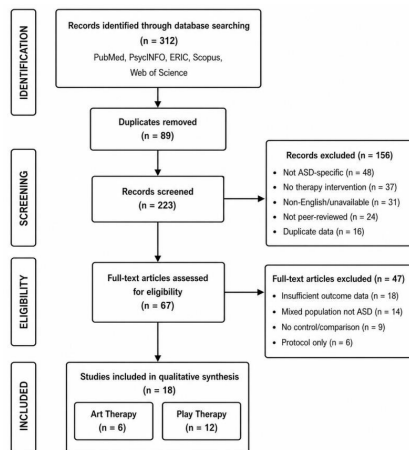 IDENTIFICATION
Records identified through database searching
(n = 312)
PubMed, PsycINFO, ERIC, Scopus,
Web of Science
Duplicates removed
(n = 89)
SCREENING
Records screened
(n = 223)
Records excluded (n = 156)
• Not ASD-specific (n = 48)
• No therapy intervention (n = 37)
• Non-English/unavailable (n = 31)
• Not peer-reviewed (n = 24)
• Duplicate data (n = 16)
ELIGIBILITY
Full-text articles assessed
for eligibility
(n = 67)
Full-text articles excluded (n = 47)
• Insufficient outcome data (n = 18)
• Mixed population not ASD (n = 14)
• No control/comparison (n = 9)
• Protocol only (n = 6)
INCLUDED
Studies included in qualitative synthesis
(n = 18)
Art Therapy
(n = 6)
Play Therapy
(n = 12)